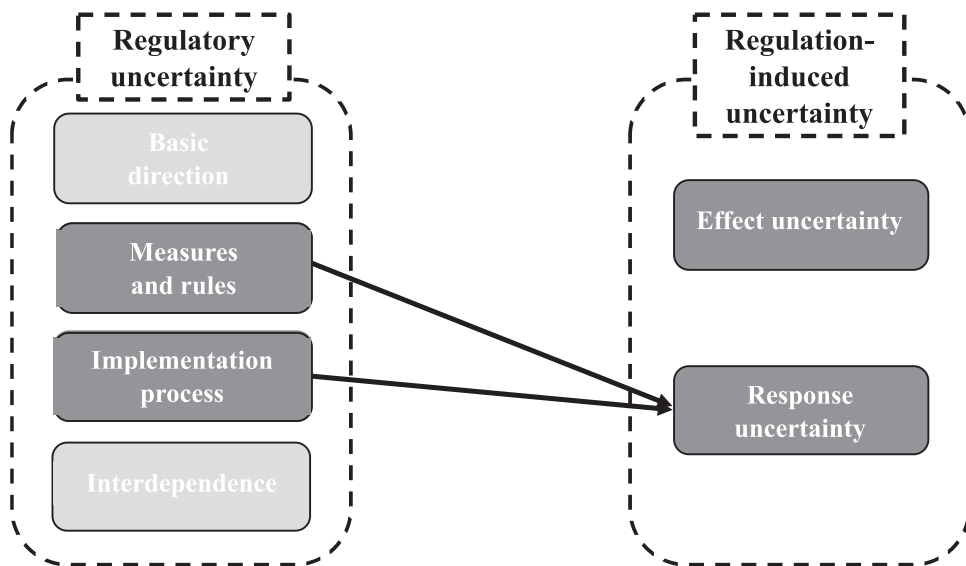 Regulatory
uncertainty
Basic
direction
Measures
and rules
Implementation
process
Interdependence
Regulation-
induced
uncertainty
Effect uncertainty
Response
uncertainty